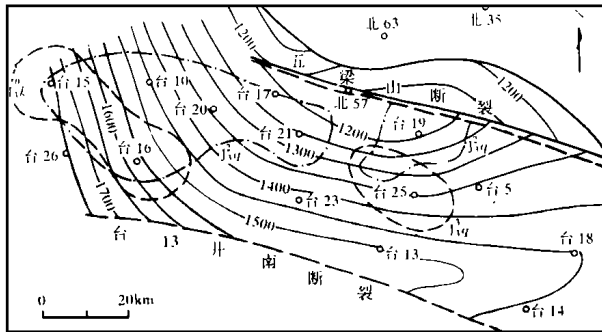 北 63
北 35
1200
丘
梁
山
断
裂
北 57
1200
台 15
台 10
台 17
台 20
台 19
台 21
1200
1300
1600
台 16
台 26
1400
台 25
台 5
台 23
1700
1500
台 13
台 18
台 13 井 南 断 裂
台 14
0
20km